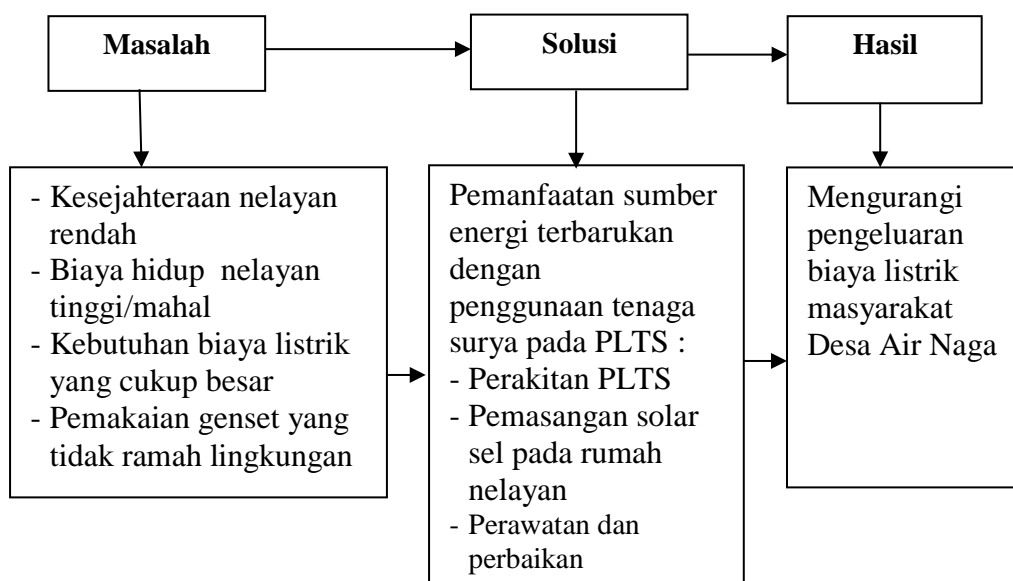 Masalah
Solusi
Hasil
- Kesejahteraan nelayan
rendah
- Biaya hidup nelayan
tinggi/mahal
- Kebutuhan biaya listrik
yang cukup besar
- Pemakaian genset yang
tidak ramah lingkungan
Pemanfaatan sumber
energi terbarukan
dengan
penggunaan tenaga
surya pada PLTS :
- Perakitan PLTS
- Pemasangan solar
sel pada rumah
nelayan
- Perawatan dan
perbaikan
Mengurangi
pengeluaran
biaya listrik
masyarakat
Desa Air Naga